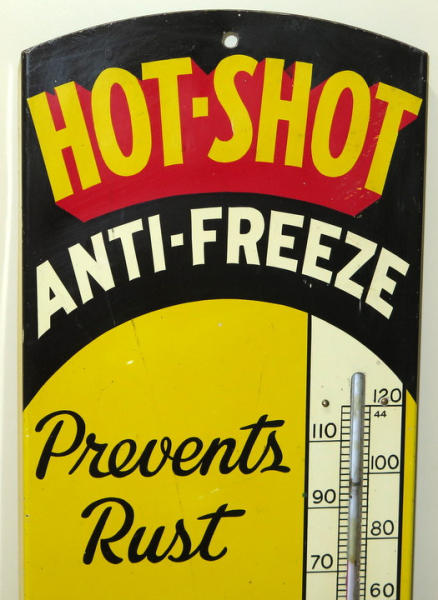 HOT-SHOT
ANTI-FREEZE
Prevents
Rust
120
44
110
100
90
80
70
60